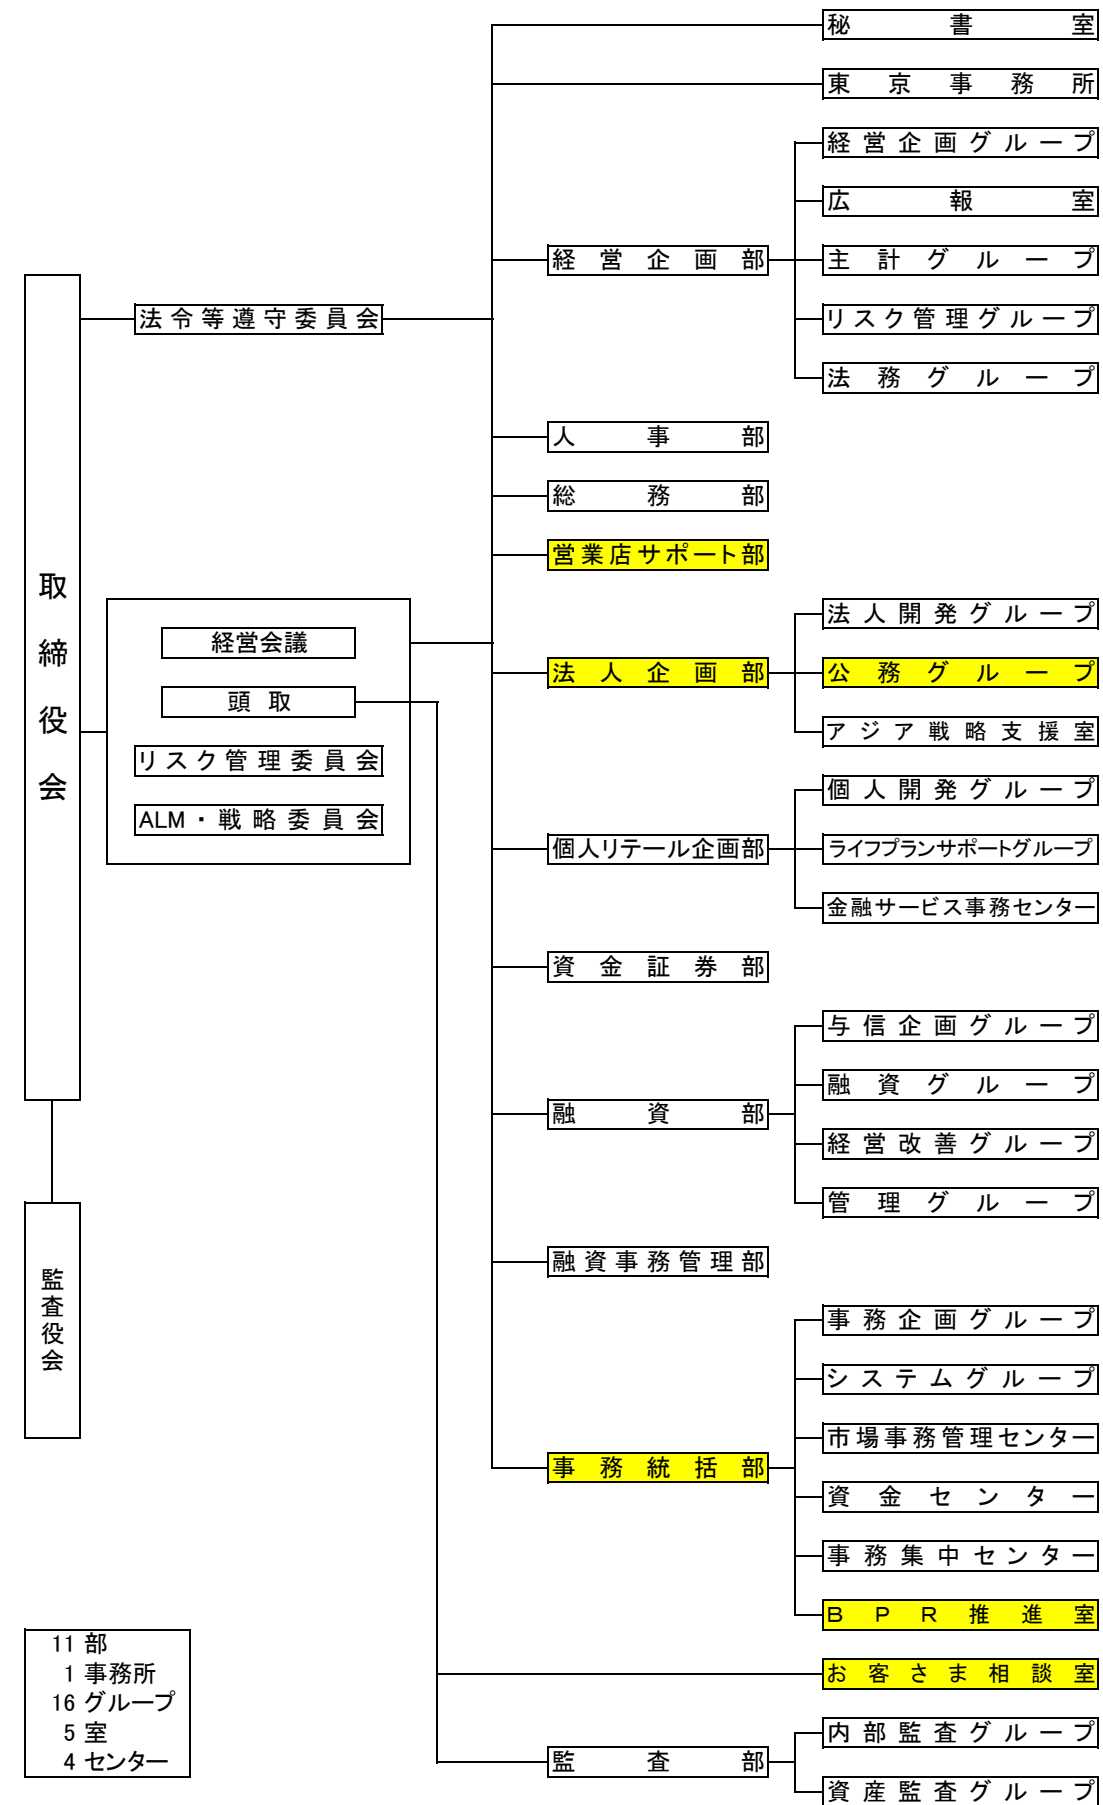 秘書室
東京事務所
経営企画グループ
広報室
経営企画部
主計グループ
法令等遵守委員会
リスク管理グループ
法務グループ
人事部
総務部
営業店サポート部
取締役会
経営会議
頭取
リスク管理委員会
ALM・戦略委員会
法人開発グループ
法人企画部
公務グループ
アジア戦略支援室
個人開発グループ
個人リテール企画部
ライフプランサポートグループ
金融サービス事務センター
資金証券部
与信企画グループ
融資グループ
融資部
経営改善グループ
管理グループ
融資事務管理部
監査役会
事務企画グループ
システムグループ
市場事務管理センター
事務統括部
資金センター
事務集中センター
BPR推進室
お客さま相談室
内部監査グループ
監査部
資産監査グループ
11 部
1 事務所
16 グループ
5 室
4 センター